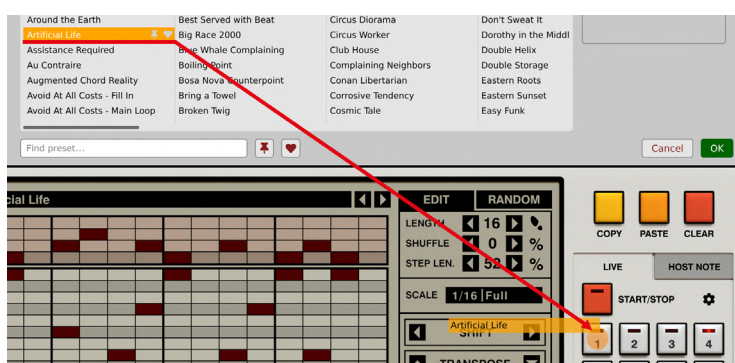 Around the Earth Best Served with Beat Circus Diorama Don't Sweat It
Artificial Life Big Race 2000 Circus Worker Dorothy in the Middl
Assistance Required Blue Whale Complaining Club House Double Helix
Au Contraire Boiling Point Complaining Neighbors Double Storage
Augmented Chord Reality Bosa Nova Counterpoint Conan Libertarian Eastern Roots
Avoid At All Costs - Fill In Bring a Towel Corrosive Tendency Eastern Sunset
Avoid At All Costs - Main Loop Broken Twig Cosmic Tale Easy Funk
Find preset... Cancel OK
cial Life EDIT RANDOM
LENGTH 16
SHUFFLE 0 %
STEP LEN. 52 %
SCALE 1/16 Full
Artificial Life
SHIFT
TRANSPOSE
COPY PASTE CLEAR
LIVE HOST NOTE
START/STOP
1 2 3 4